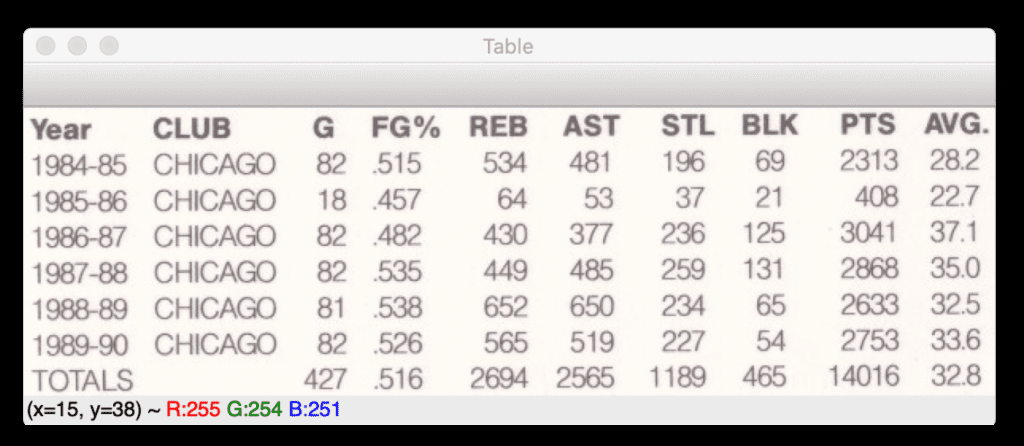 Table
Year CLUB G FG% REB AST STL BLK PTS AVG.
1984-85 CHICAGO 82 .515 534 481 196 69 2313 28.2
1985-86 CHICAGO 18 .457 64 53 37 21 408 22.7
1986-87 CHICAGO 82 .482 430 377 236 125 3041 37.1
1987-88 CHICAGO 82 .535 449 485 259 131 2868 35.0
1988-89 CHICAGO 81 .538 652 650 234 65 2633 32.5
1989-90 CHICAGO 82 .526 565 519 227 54 2753 33.6
TOTALS 427 .516 2694 2565 1189 465 14016 32.8
(x=15, y=38) ~ R:255 G:254 B:251